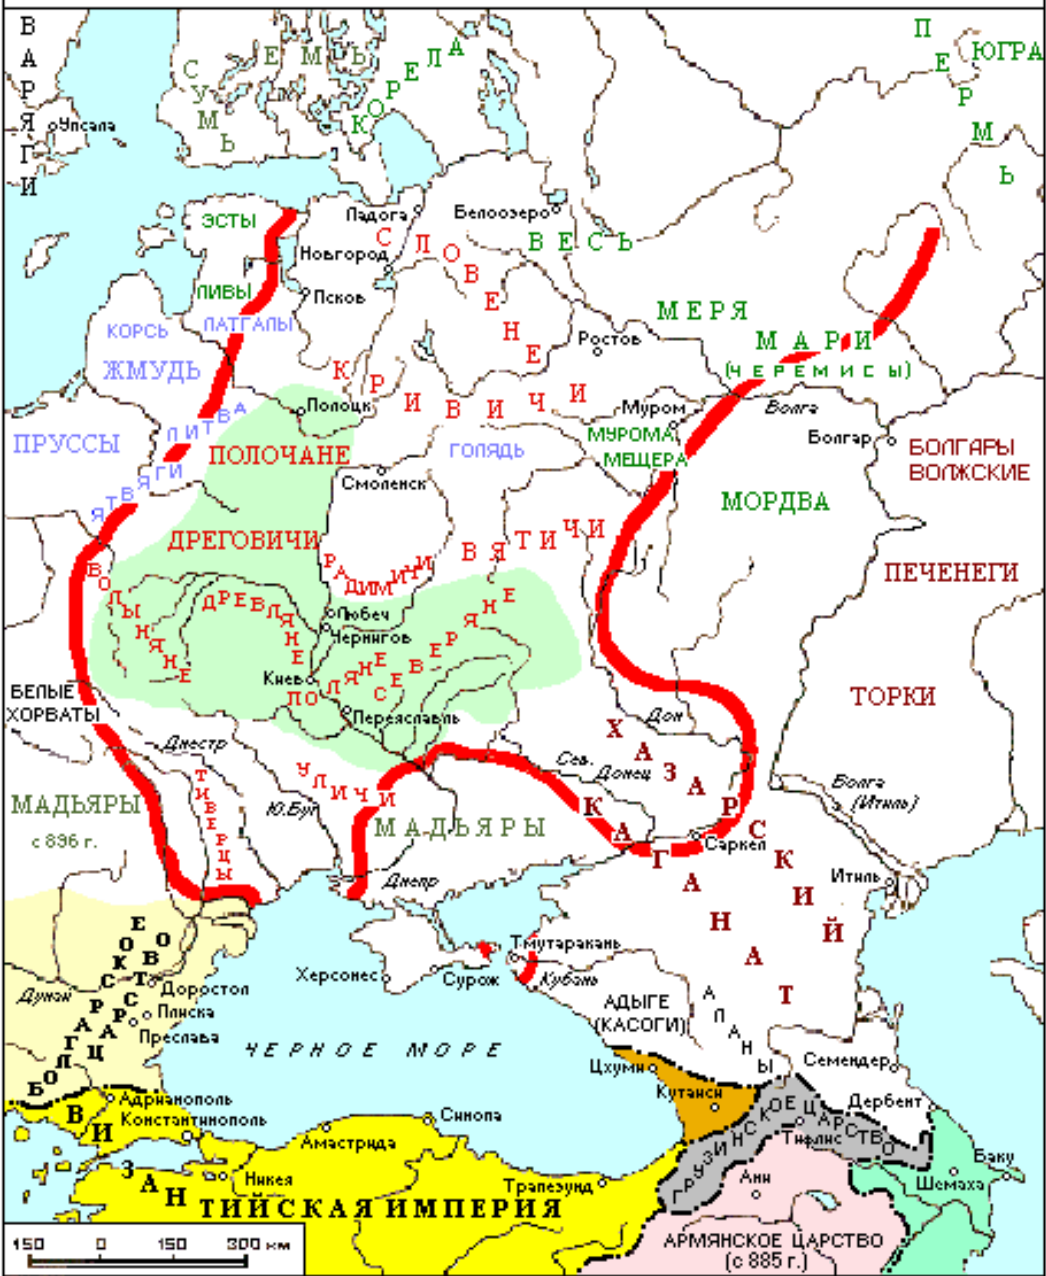 ВАРЯГИ
Упсала
СУМЬ
ЕМЬ
КОРЕЛА
ПЕРМЬ
ЮГРА
ЭСТЫ
Ладога
Белоозеро
ВЕСЬ
Новгород
СЛОВЕНЕ
ЛИВЫ
Псков
КОРСЬ
ЛАТГАЛЫ
МЕРЯ
Ростов
МАРИ
(ЧЕРЕМИСЫ)
ЖМУДЬ
КРИВИЧИ
Полоцк
Муром
Волга
ПРУССЫ
ЛИТВА
ПОЛОЧАНЕ
ГОЛЯДЬ
МУРОМА
МЕЩЕРА
Болгар
БОЛГАРЫ
ВОЛЖСКИЕ
ЯТВЯГИ
Смоленск
МОРДВА
ДРЕГОВИЧИ
РАДИМИЧИ
ВЯТИЧИ
ПЕЧЕНЕГИ
ВОЛЫНЯНЕ
ДРЕВЛЯНЕ
Любеч
Чернигов
СЕВЕРЯНЕ
Киев
ПОЛЯНЕ
Переяславль
БЕЛЫЕ
ХОРВАТЫ
ТОРКИ
Днестр
Дон
ХАЗАРСКИЙ
Сев. Донец
КАГАНАТ
УЛИЧИ
ТИВЕРЦЫ
Ю.Буг
МАДЬЯРЫ
с 896 г.
МАДЬЯРЫ
Волга
(Итиль)
Саркел
Днепр
Итиль
БОЛГАРСКОЕ
ЦАРСТВО
Дунай
Доростол
Плиска
Преслава
Херсонес
Сурож
Тмутаракань
Кубань
АДЫГЕ
(КАСОГИ)
АЛАНЫ
ЧЕРНОЕ МОРЕ
Семендер
Цхуми
Кутаиси
Дербент
ГРУЗИНСКОЕ ЦАРСТВО
Тифлис
Адрианополь
Константинополь
Синопа
Амастрида
Никея
Трапезунд
ВИЗАНТИЙСКАЯ ИМПЕРИЯ
Ани
Баку
Шемаха
АРМЯНСКОЕ ЦАРСТВО
(с 885 г.)
150 0 150 300 км